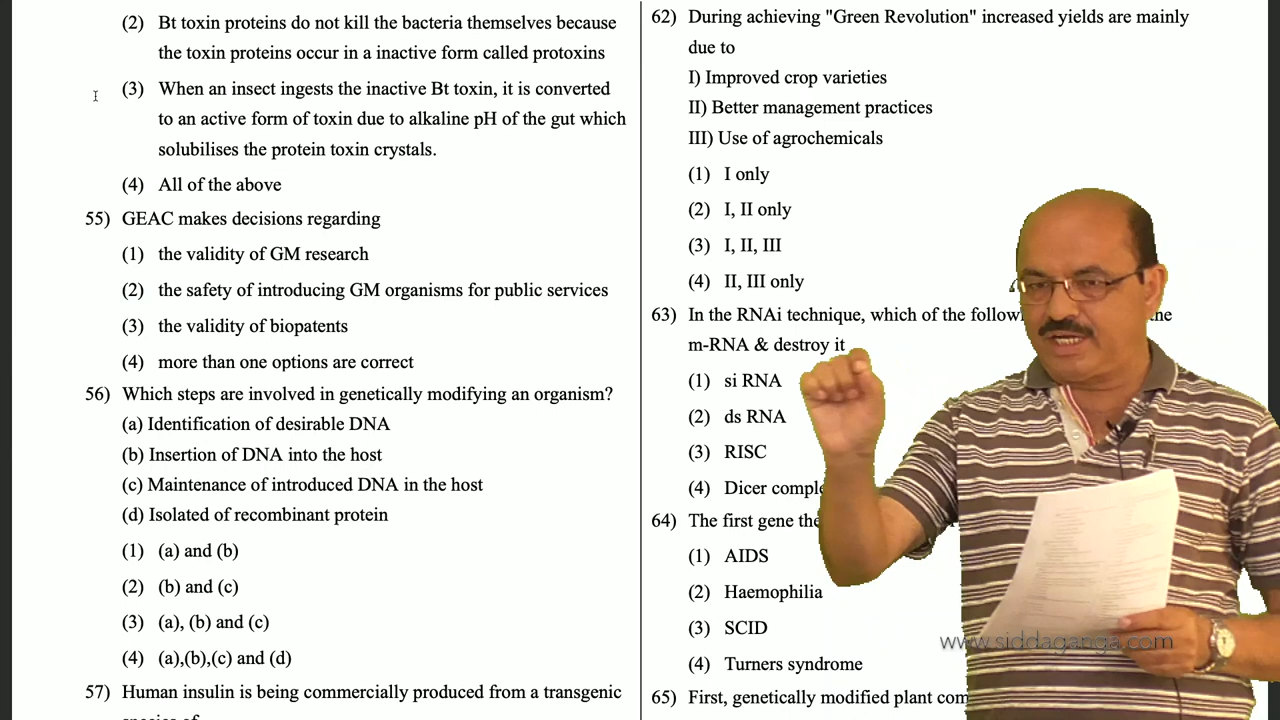 (2) Bt toxin proteins do not kill the bacteria themselves because
the toxin proteins occur in a inactive form called protoxins
(3) When an insect ingests the inactive Bt toxin, it is converted
to an active form of toxin due to alkaline pH of the gut which
solubilises the protein toxin crystals.
(4) All of the above
55) GEAC makes decisions regarding
(1) the validity of GM research
(2) the safety of introducing GM organisms for public services
(3) the validity of biopatents
(4) more than one options are correct
56) Which steps are involved in genetically modifying an organism?
(a) Identification of desirable DNA
(b) Insertion of DNA into the host
(c) Maintenance of introduced DNA in the host
(d) Isolated of recombinant protein
(1) (a) and (b)
(2) (b) and (c)
(3) (a), (b) and (c)
(4) (a),(b),(c) and (d)
57) Human insulin is being commercially produced from a transgenic
species of
62) During achieving "Green Revolution" increased yields are mainly
due to
I) Improved crop varieties
II) Better management practices
III) Use of agrochemicals
(1) I only
(2) I, II only
(3) I, II, III
(4) II, III only
63) In the RNAi technique, which of the the
m-RNA & destroy it
(1) si RNA
(2) ds RNA
(3) RISC
(4) Dicer
64) The first gene
(1) AIDS
(2) Haemophilia
(3) SCID
(4) Turners syndrome
65) First, genetically modified plant
www.siddaganga.com